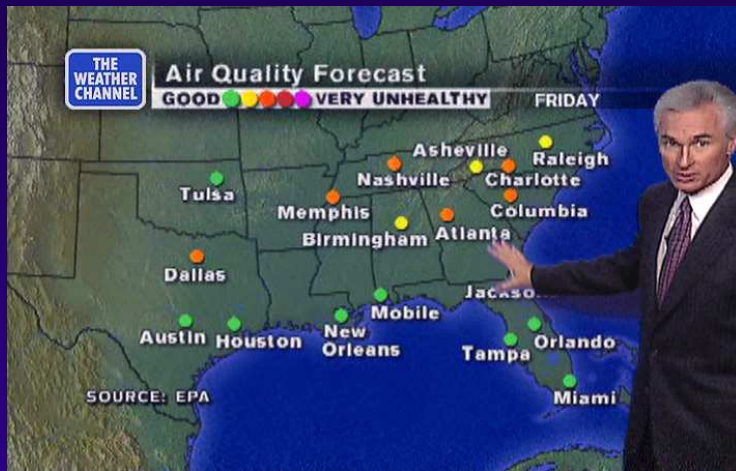 THE
WEATHER
CHANNEL
Air Quality Forecast
GOOD VERY UNHEALTHY
FRIDAY
Asheville
Raleigh
Nashville
Charlotte
Tulsa
Memphis
Columbia
Birmingham
Atlanta
Dallas
Mobile
Austin
Houston
New
Orleans
Tampa
Orlando
SOURCE: EPA
Miami